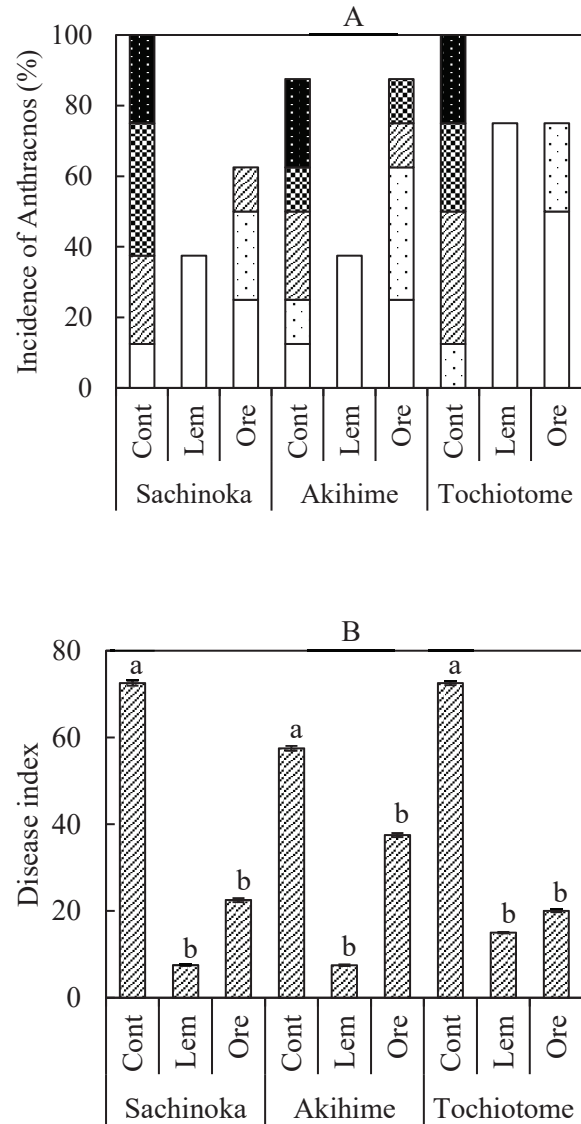 A
Incidence of Anthracnos (%)
100
80
60
40
20
0
Cont Lem Ore Cont Lem Ore Cont Lem Ore
Sachinoka Akihime Tochiotome
B
Disease index
80
60
40
20
0
a b b a b b a b b
Cont Lem Ore Cont Lem Ore Cont Lem Ore
Sachinoka Akihime Tochiotome